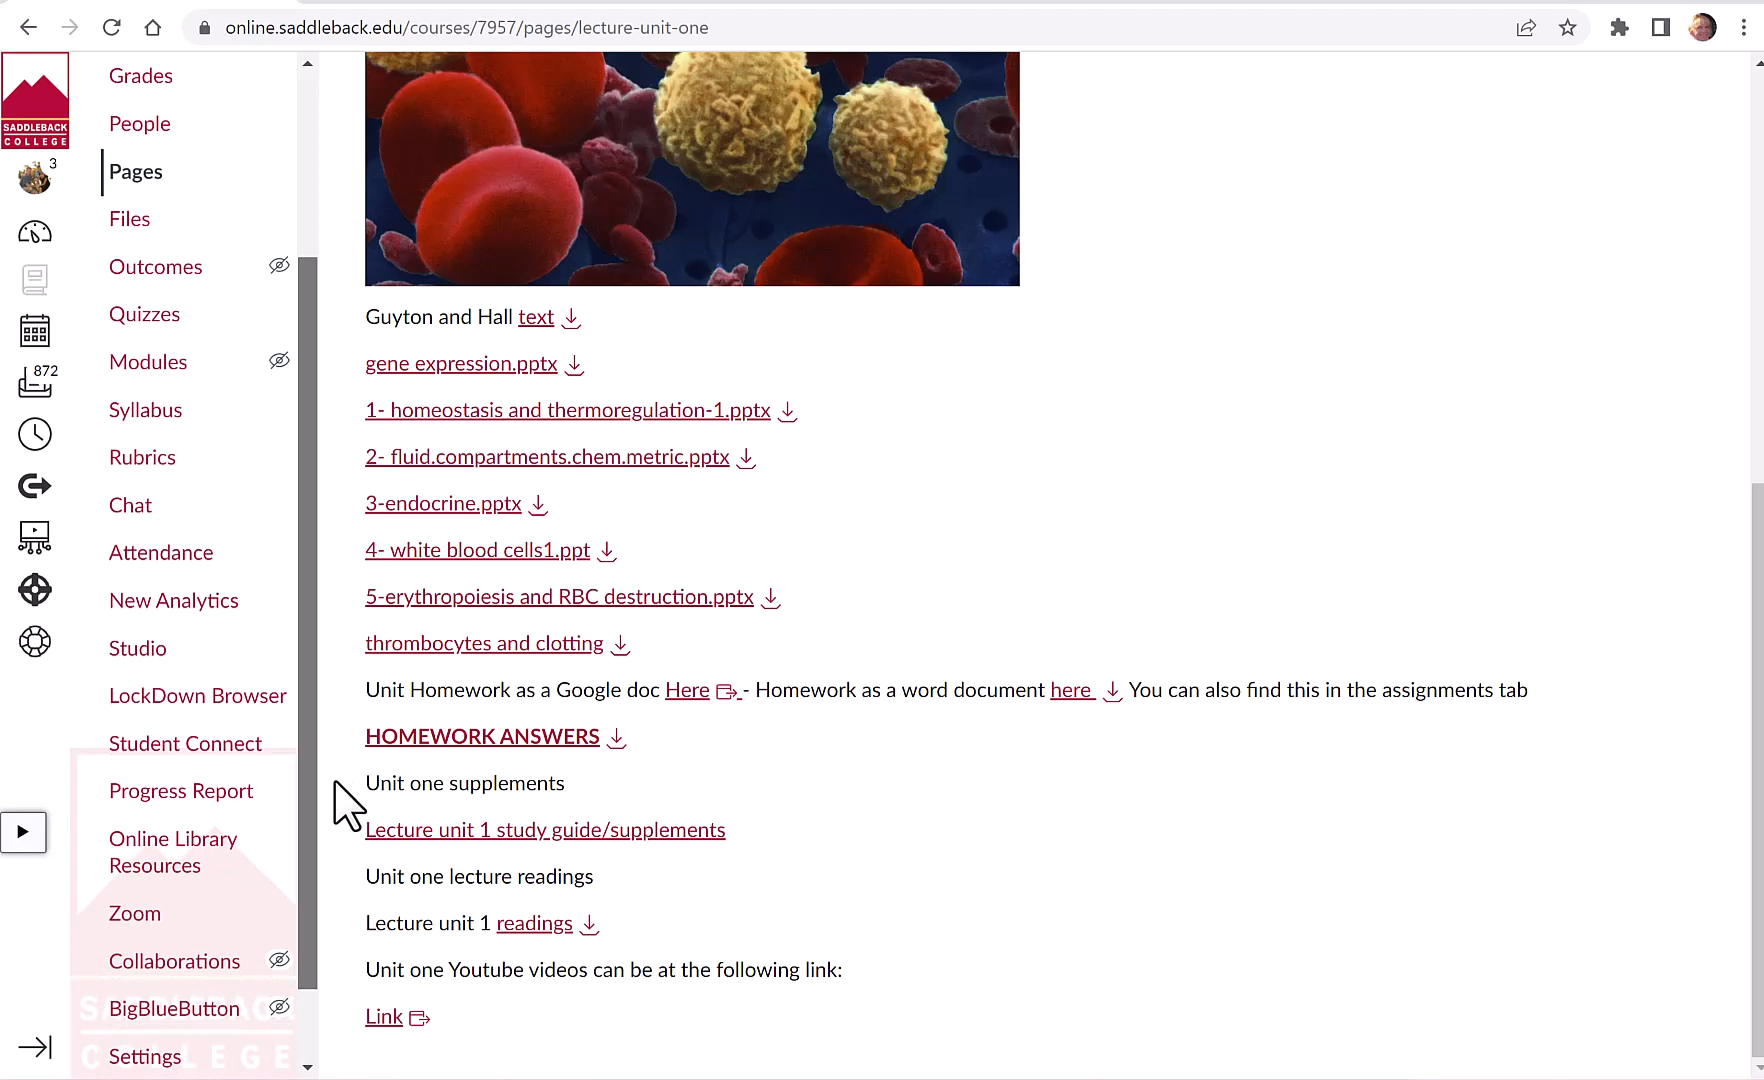 online.saddleback.edu/courses/7957/pages/lecture-unit-one
SADDLEBACK
COLLEGE
3
872
Grades
People
Pages
Files
Outcomes
Quizzes
Modules
Syllabus
Rubrics
Chat
Attendance
New Analytics
Studio
LockDown Browser
Student Connect
Progress Report
Online Library
Resources
Zoom
Collaborations
BigBlueButton
Settings
SADDLEBACK
COLLEGE
Guyton and Hall text
gene expression.pptx
1- homeostasis and thermoregulation-1.pptx
2- fluid.compartments.chem.metric.pptx
3-endocrine.pptx
4- white blood cells1.ppt
5-erythropoiesis and RBC destruction.pptx
thrombocytes and clotting
Unit Homework as a Google doc Here - Homework as a word document here You can also find this in the assignments tab
HOMEWORK ANSWERS
Unit one supplements
Lecture unit 1 study guide/supplements
Unit one lecture readings
Lecture unit 1 readings
Unit one Youtube videos can be at the following link:
Link